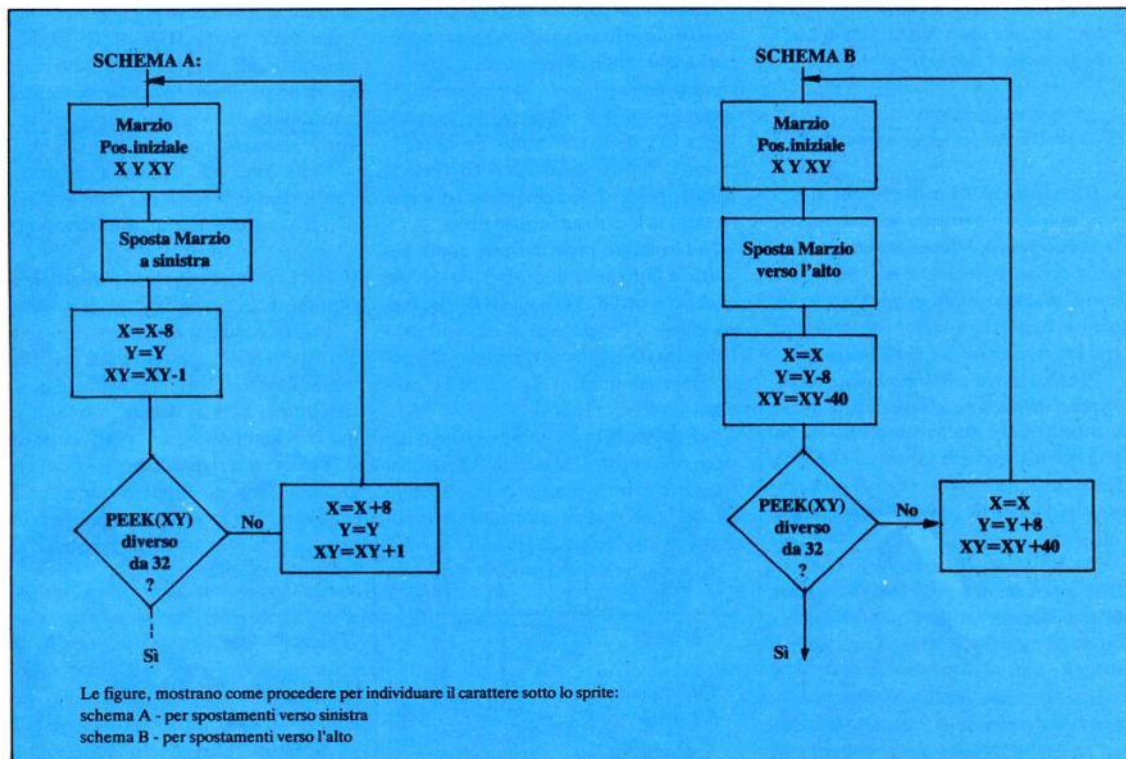 SCHEMA A:
Marzio
Pos.iniziale
X Y XY
Sposta Marzio
a sinistra
X=X-8
Y=Y
XY=XY-1
PEEK(XY)
diverso
da 32
?
No
X=X+8
Y=Y
XY=XY+1
Sì
SCHEMA B
Marzio
Pos.iniziale
X Y XY
Sposta Marzio
verso l'alto
X=X
Y=Y-8
XY=XY-40
PEEK(XY)
diverso
da 32
?
No
X=X
Y=Y+8
XY=XY+40
Sì
Le figure, mostrano come procedere per individuare il carattere sotto lo sprite:
schema A - per spostamenti verso sinistra
schema B - per spostamenti verso l'alto